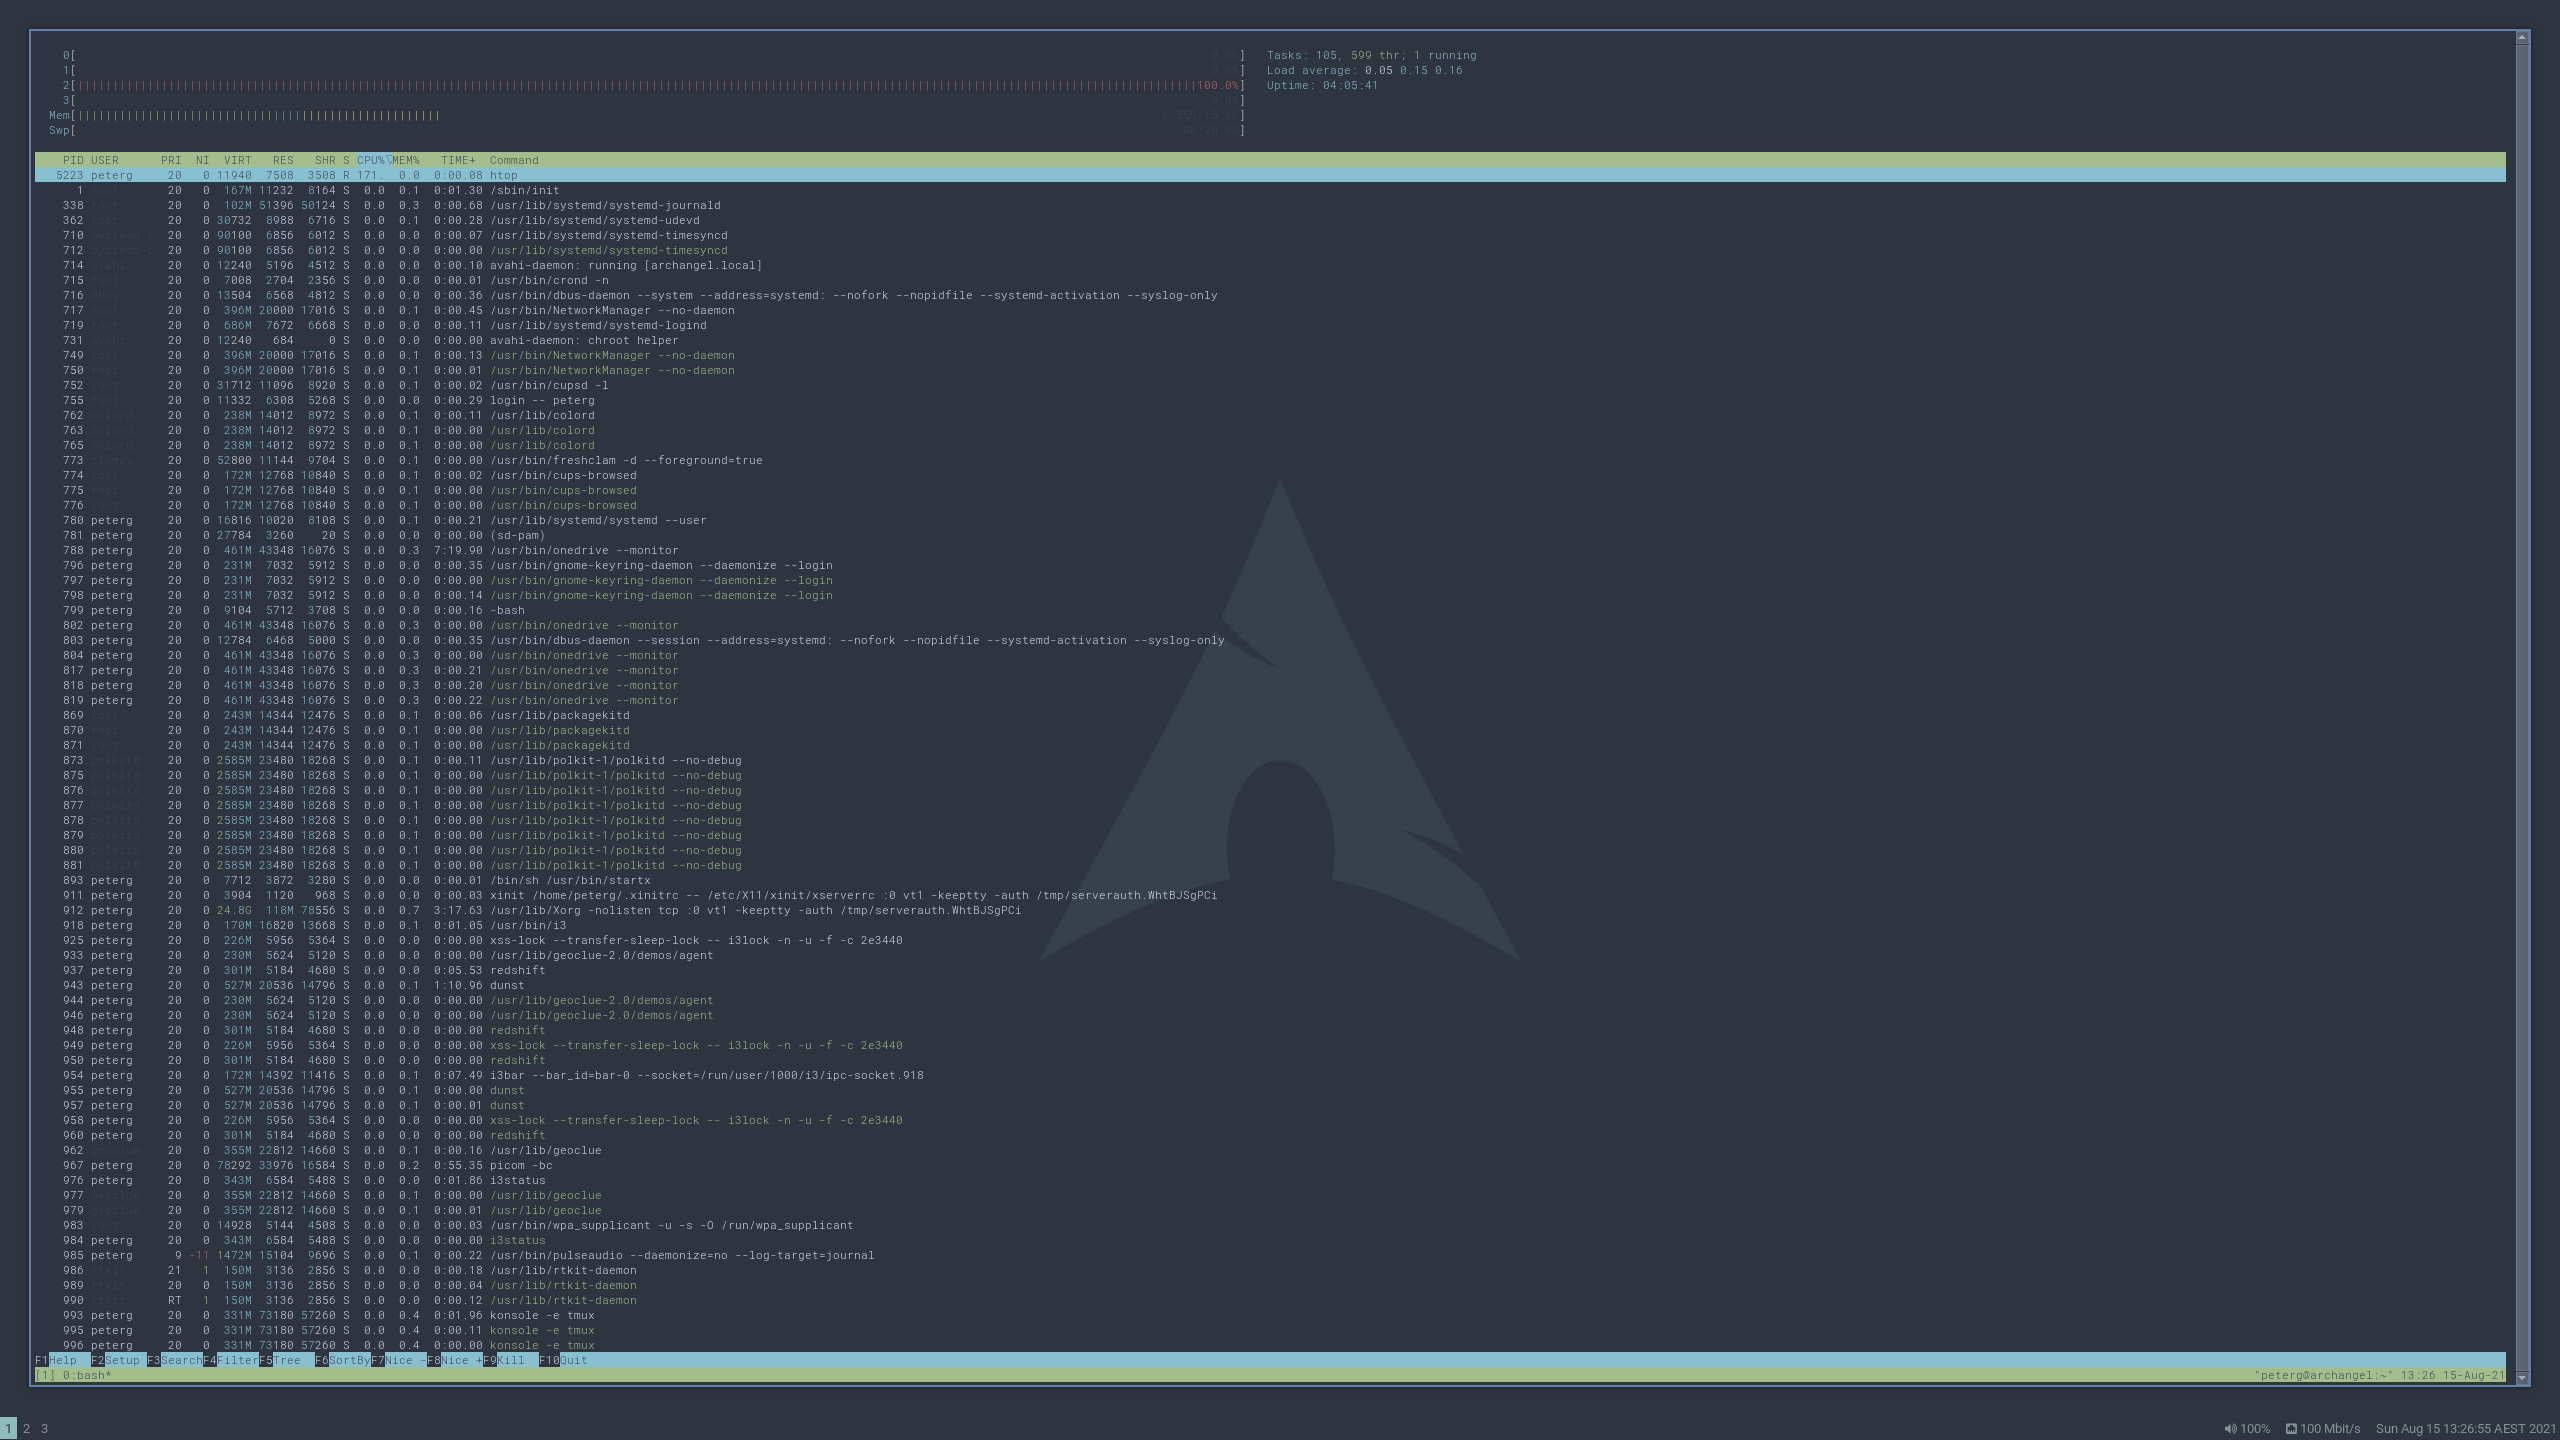 0[ ] Tasks: 105, 599 thr; 1 running
1[ ] Load average: 0.05 0.15 0.16
2[ 100.0%] Uptime: 04:05:41
3[ ]
Mem[ ]
Swp[ ]
PID USER PRI NI VIRT RES SHR S CPU%▽MEM% TIME+ Command
5223 peterg 20 0 11940 7508 3508 R 171. 0.0 0:00.08 htop
1 root 20 0 167M 11232 8164 S 0.0 0.1 0:01.30 /sbin/init
338 root 20 0 102M 51396 50124 S 0.0 0.3 0:00.68 /usr/lib/systemd/systemd-journald
362 root 20 0 30732 8988 6716 S 0.0 0.1 0:00.28 /usr/lib/systemd/systemd-udevd
710 systemd-t 20 0 90100 6856 6012 S 0.0 0.0 0:00.07 /usr/lib/systemd/systemd-timesyncd
712 systemd-t 20 0 90100 6856 6012 S 0.0 0.0 0:00.00 /usr/lib/systemd/systemd-timesyncd
714 avahi 20 0 12240 5196 4512 S 0.0 0.0 0:00.10 avahi-daemon: running [archangel.local]
715 root 20 0 7008 2704 2356 S 0.0 0.0 0:00.01 /usr/bin/crond -n
716 dbus 20 0 13504 6568 4812 S 0.0 0.0 0:00.36 /usr/bin/dbus-daemon --system --address=systemd: --nofork --nopidfile --systemd-activation --syslog-only
717 root 20 0 396M 20000 17016 S 0.0 0.1 0:00.45 /usr/bin/NetworkManager --no-daemon
719 root 20 0 686M 7672 6668 S 0.0 0.0 0:00.11 /usr/lib/systemd/systemd-logind
731 avahi 20 0 12240 684 0 S 0.0 0.0 0:00.00 avahi-daemon: chroot helper
749 root 20 0 396M 20000 17016 S 0.0 0.1 0:00.13 /usr/bin/NetworkManager --no-daemon
750 root 20 0 396M 20000 17016 S 0.0 0.1 0:00.01 /usr/bin/NetworkManager --no-daemon
752 root 20 0 31712 11096 8920 S 0.0 0.1 0:00.02 /usr/bin/cupsd -l
755 root 20 0 11332 6308 5268 S 0.0 0.0 0:00.29 login -- peterg
762 colord 20 0 238M 14012 8972 S 0.0 0.1 0:00.11 /usr/lib/colord
763 colord 20 0 238M 14012 8972 S 0.0 0.1 0:00.00 /usr/lib/colord
765 colord 20 0 238M 14012 8972 S 0.0 0.1 0:00.00 /usr/lib/colord
773 clamav 20 0 52800 11144 9704 S 0.0 0.1 0:00.00 /usr/bin/freshclam -d --foreground=true
774 root 20 0 172M 12768 10840 S 0.0 0.1 0:00.02 /usr/bin/cups-browsed
775 root 20 0 172M 12768 10840 S 0.0 0.1 0:00.00 /usr/bin/cups-browsed
776 root 20 0 172M 12768 10840 S 0.0 0.1 0:00.00 /usr/bin/cups-browsed
780 peterg 20 0 16816 10020 8108 S 0.0 0.1 0:00.21 /usr/lib/systemd/systemd --user
781 peterg 20 0 27784 3260 20 S 0.0 0.0 0:00.00 (sd-pam)
788 peterg 20 0 461M 43348 16076 S 0.0 0.3 7:19.90 /usr/bin/onedrive --monitor
796 peterg 20 0 231M 7032 5912 S 0.0 0.0 0:00.35 /usr/bin/gnome-keyring-daemon --daemonize --login
797 peterg 20 0 231M 7032 5912 S 0.0 0.0 0:00.00 /usr/bin/gnome-keyring-daemon --daemonize --login
798 peterg 20 0 231M 7032 5912 S 0.0 0.0 0:00.14 /usr/bin/gnome-keyring-daemon --daemonize --login
799 peterg 20 0 9104 5712 3708 S 0.0 0.0 0:00.16 -bash
802 peterg 20 0 461M 43348 16076 S 0.0 0.3 0:00.00 /usr/bin/onedrive --monitor
803 peterg 20 0 12784 6468 5000 S 0.0 0.0 0:00.35 /usr/bin/dbus-daemon --session --address=systemd: --nofork --nopidfile --systemd-activation --syslog-only
804 peterg 20 0 461M 43348 16076 S 0.0 0.3 0:00.00 /usr/bin/onedrive --monitor
817 peterg 20 0 461M 43348 16076 S 0.0 0.3 0:00.21 /usr/bin/onedrive --monitor
818 peterg 20 0 461M 43348 16076 S 0.0 0.3 0:00.20 /usr/bin/onedrive --monitor
819 peterg 20 0 461M 43348 16076 S 0.0 0.3 0:00.22 /usr/bin/onedrive --monitor
869 root 20 0 243M 14344 12476 S 0.0 0.1 0:00.06 /usr/lib/packagekitd
870 root 20 0 243M 14344 12476 S 0.0 0.1 0:00.00 /usr/lib/packagekitd
871 root 20 0 243M 14344 12476 S 0.0 0.1 0:00.00 /usr/lib/packagekitd
873 polkitd 20 0 2585M 23480 18268 S 0.0 0.1 0:00.11 /usr/lib/polkit-1/polkitd --no-debug
875 polkitd 20 0 2585M 23480 18268 S 0.0 0.1 0:00.00 /usr/lib/polkit-1/polkitd --no-debug
876 polkitd 20 0 2585M 23480 18268 S 0.0 0.1 0:00.00 /usr/lib/polkit-1/polkitd --no-debug
877 polkitd 20 0 2585M 23480 18268 S 0.0 0.1 0:00.00 /usr/lib/polkit-1/polkitd --no-debug
878 polkitd 20 0 2585M 23480 18268 S 0.0 0.1 0:00.00 /usr/lib/polkit-1/polkitd --no-debug
879 polkitd 20 0 2585M 23480 18268 S 0.0 0.1 0:00.00 /usr/lib/polkit-1/polkitd --no-debug
880 polkitd 20 0 2585M 23480 18268 S 0.0 0.1 0:00.00 /usr/lib/polkit-1/polkitd --no-debug
881 polkitd 20 0 2585M 23480 18268 S 0.0 0.1 0:00.00 /usr/lib/polkit-1/polkitd --no-debug
893 peterg 20 0 7712 3872 3280 S 0.0 0.0 0:00.01 /bin/sh /usr/bin/startx
911 peterg 20 0 3904 1120 968 S 0.0 0.0 0:00.03 xinit /home/peterg/.xinitrc -- /etc/X11/xinit/xserverrc :0 vt1 -keeptty -auth /tmp/serverauth.WhtBJSgPCi
912 peterg 20 0 24.8G 118M 78556 S 0.0 0.7 3:17.63 /usr/lib/Xorg -nolisten tcp :0 vt1 -keeptty -auth /tmp/serverauth.WhtBJSgPCi
918 peterg 20 0 170M 16820 13668 S 0.0 0.1 0:01.05 /usr/bin/i3
925 peterg 20 0 226M 5956 5364 S 0.0 0.0 0:00.00 xss-lock --transfer-sleep-lock -- i3lock -n -u -f -c 2e3440
933 peterg 20 0 230M 5624 5120 S 0.0 0.0 0:00.00 /usr/lib/geoclue-2.0/demos/agent
937 peterg 20 0 301M 5184 4680 S 0.0 0.0 0:05.53 redshift
943 peterg 20 0 527M 20536 14796 S 0.0 0.1 1:10.96 dunst
944 peterg 20 0 230M 5624 5120 S 0.0 0.0 0:00.00 /usr/lib/geoclue-2.0/demos/agent
946 peterg 20 0 230M 5624 5120 S 0.0 0.0 0:00.00 /usr/lib/geoclue-2.0/demos/agent
948 peterg 20 0 301M 5184 4680 S 0.0 0.0 0:00.00 redshift
949 peterg 20 0 226M 5956 5364 S 0.0 0.0 0:00.00 xss-lock --transfer-sleep-lock -- i3lock -n -u -f -c 2e3440
950 peterg 20 0 301M 5184 4680 S 0.0 0.0 0:00.00 redshift
954 peterg 20 0 172M 14392 11416 S 0.0 0.1 0:07.49 i3bar --bar_id=bar-0 --socket=/run/user/1000/i3/ipc-socket.918
955 peterg 20 0 527M 20536 14796 S 0.0 0.1 0:00.00 dunst
957 peterg 20 0 527M 20536 14796 S 0.0 0.1 0:00.01 dunst
958 peterg 20 0 226M 5956 5364 S 0.0 0.0 0:00.00 xss-lock --transfer-sleep-lock -- i3lock -n -u -f -c 2e3440
960 peterg 20 0 301M 5184 4680 S 0.0 0.0 0:00.00 redshift
962 geoclue 20 0 355M 22812 14660 S 0.0 0.1 0:00.16 /usr/lib/geoclue
967 peterg 20 0 78292 33976 16584 S 0.0 0.2 0:55.35 picom -bc
976 peterg 20 0 343M 6584 5488 S 0.0 0.0 0:01.86 i3status
977 geoclue 20 0 355M 22812 14660 S 0.0 0.1 0:00.00 /usr/lib/geoclue
979 geoclue 20 0 355M 22812 14660 S 0.0 0.1 0:00.01 /usr/lib/geoclue
983 root 20 0 14928 5144 4508 S 0.0 0.0 0:00.03 /usr/bin/wpa_supplicant -u -s -O /run/wpa_supplicant
984 peterg 20 0 343M 6584 5488 S 0.0 0.0 0:00.00 i3status
985 peterg 9 -11 1472M 15104 9696 S 0.0 0.1 0:00.22 /usr/bin/pulseaudio --daemonize=no --log-target=journal
986 rtkit 21 1 150M 3136 2856 S 0.0 0.0 0:00.18 /usr/lib/rtkit-daemon
989 rtkit 20 0 150M 3136 2856 S 0.0 0.0 0:00.04 /usr/lib/rtkit-daemon
990 rtkit RT 1 150M 3136 2856 S 0.0 0.0 0:00.12 /usr/lib/rtkit-daemon
993 peterg 20 0 331M 73180 57260 S 0.0 0.4 0:01.96 konsole -e tmux
995 peterg 20 0 331M 73180 57260 S 0.0 0.4 0:00.11 konsole -e tmux
996 peterg 20 0 331M 73180 57260 S 0.0 0.4 0:00.00 konsole -e tmux
F1Help F2Setup F3SearchF4FilterF5Tree F6SortByF7Nice -F8Nice +F9Kill F10Quit
[1] 0:bash* "peterg@archangel:~" 13:26 15-Aug-21
1 2 3 100% 100 Mbit/s Sun Aug 15 13:26:55 AEST 2021